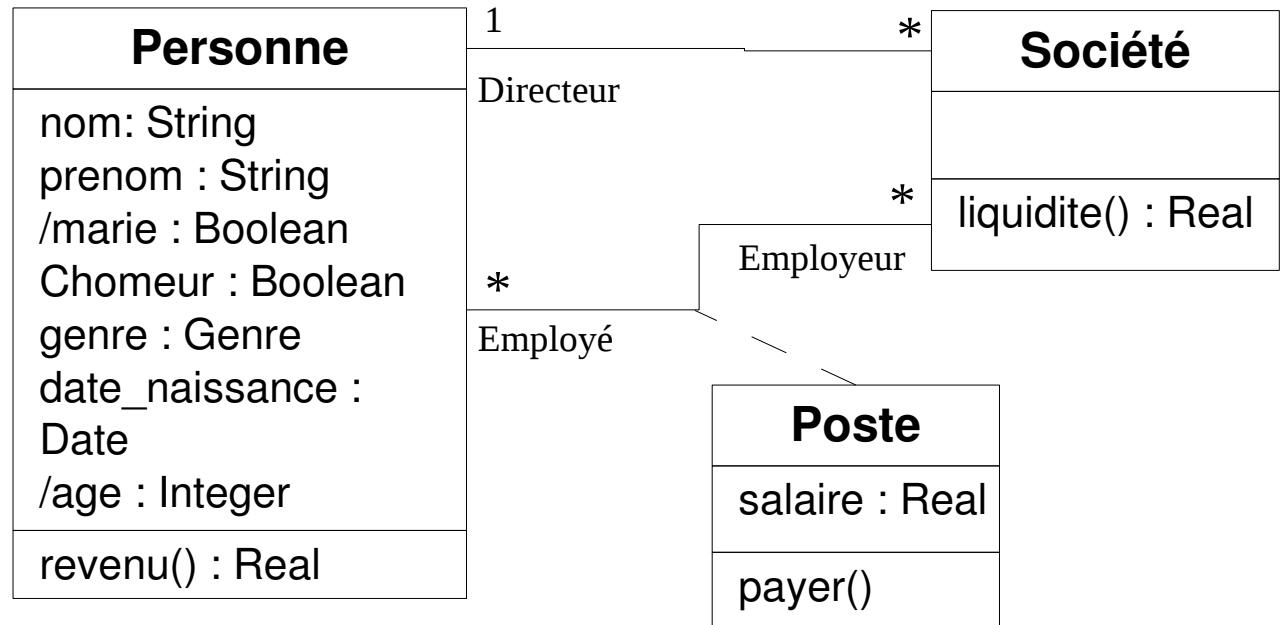 Personne
nom: String
prenom : String
/marie : Boolean
Chomeur : Boolean
genre : Genre
date_naissance :
Date
/age : Integer
revenu() : Real
1
*
Directeur
*
Employeur
*
Employé
Société
liquidite() : Real
Poste
salaire : Real
payer()